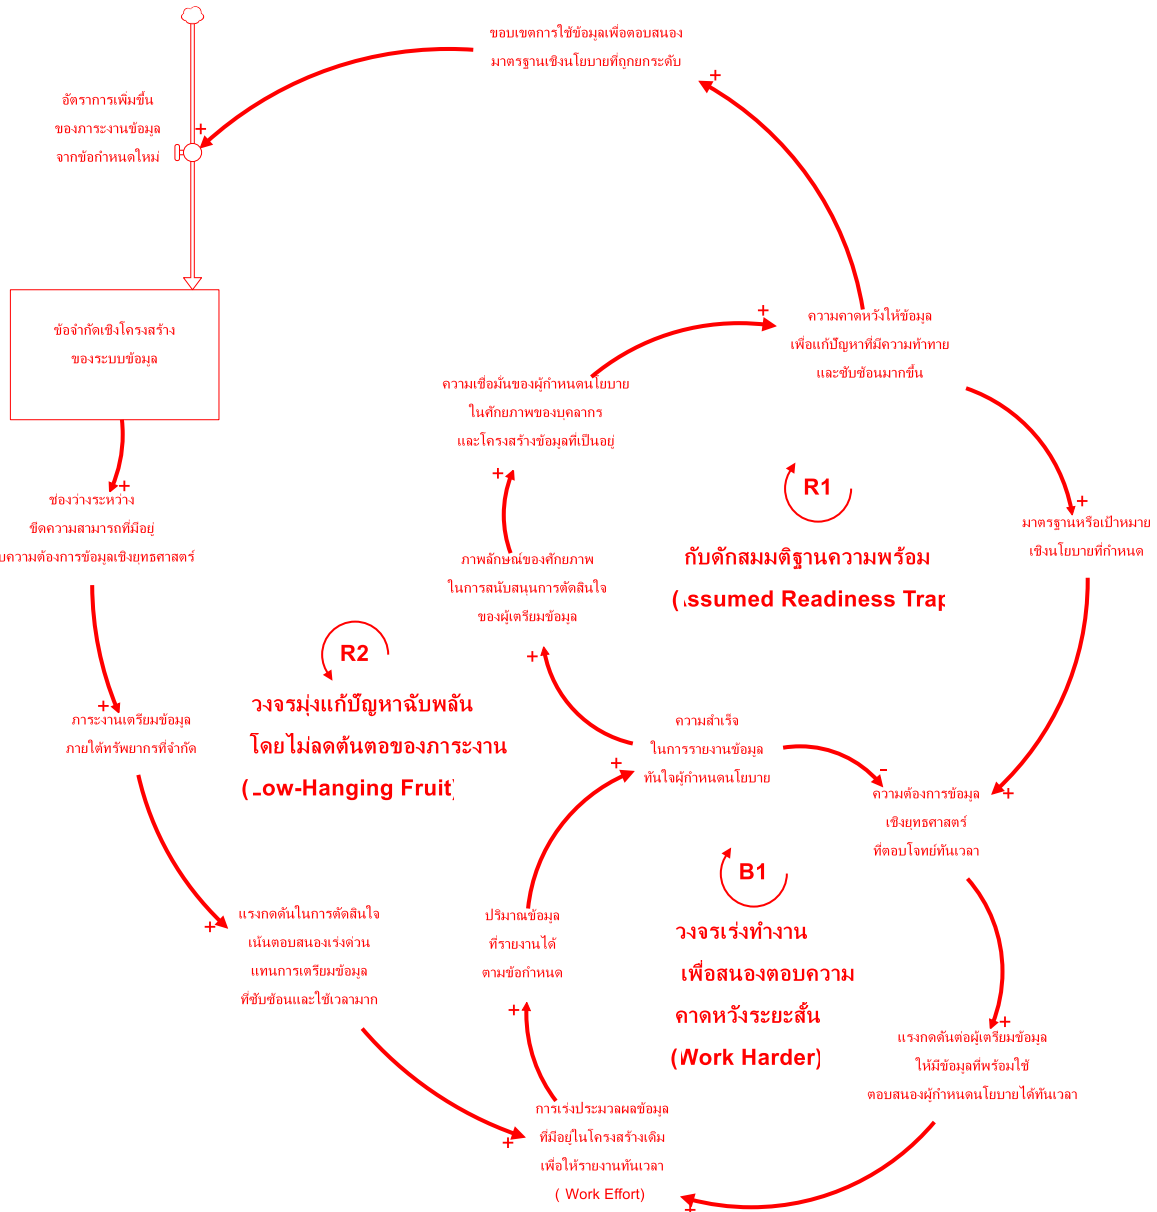 ขอบเขตการใช้ข้อมูลเพื่อตอบสนอง
มาตรฐานเชิงนโยบายที่ถูกยกระดับ
+
อัตราการเพิ่มขึ้น
ของภาระงานข้อมูล
จากข้อกำหนดใหม่
+
ข้อจำกัดเชิงโครงสร้าง
ของระบบข้อมูล
+
ความคาดหวังให้ข้อมูล
เพื่อแก้ปัญหาที่มีความท้าทาย
และซับซ้อนมากขึ้น
+
ความเชื่อมั่นของผู้กำหนดนโยบาย
ในศักยภาพของบุคลากร
และโครงสร้างข้อมูลที่เป็นอยู่
+
R1
กับดักสมมติฐานความพร้อม
(Assumed Readiness Trap
+
ช่องว่างระหว่าง
ขีดความสามารถที่มีอยู่
บความต้องการข้อมูลเชิงยุทธศาสตร์
+
มาตรฐานหรือเป้าหมาย
เชิงนโยบายที่กำหนด
ภาพลักษณ์ของศักยภาพ
ในการสนับสนุนการตัดสินใจ
ของผู้เตรียมข้อมูล
+
R2
วงจรมุ่งแก้ปัญหาฉับพลัน
โดยไม่ลดต้นตอของภาระงาน
(Low-Hanging Fruit)
+
ภาระงานเตรียมข้อมูล
ภายใต้ทรัพยากรที่จำกัด
ความสำเร็จ
ในการรายงานข้อมูล
ทันใจผู้กำหนดนโยบาย
+
-
ความต้องการข้อมูล
เชิงยุทธศาสตร์
ที่ตอบโจทย์ทันเวลา
+
B1
วงจรเร่งทำงาน
เพื่อสนองตอบความ
คาดหวังระยะสั้น
(Work Harder)
แรงกดดันในการตัดสินใจ
เน้นตอบสนองเร่งด่วน
แทนการเตรียมข้อมูล
ที่ซับซ้อนและใช้เวลามาก
+
ปริมาณข้อมูล
ที่รายงานได้
ตามข้อกำหนด
+
+
แรงกดดันต่อผู้เตรียมข้อมูล
ให้มีข้อมูลที่พร้อมใช้
ตอบสนองผู้กำหนดนโยบายได้ทันเวลา
การเร่งประมวลผลข้อมูล
ที่มีอยู่ในโครงสร้างเดิม
เพื่อให้รายงานทันเวลา
( Work Effort)
+
+